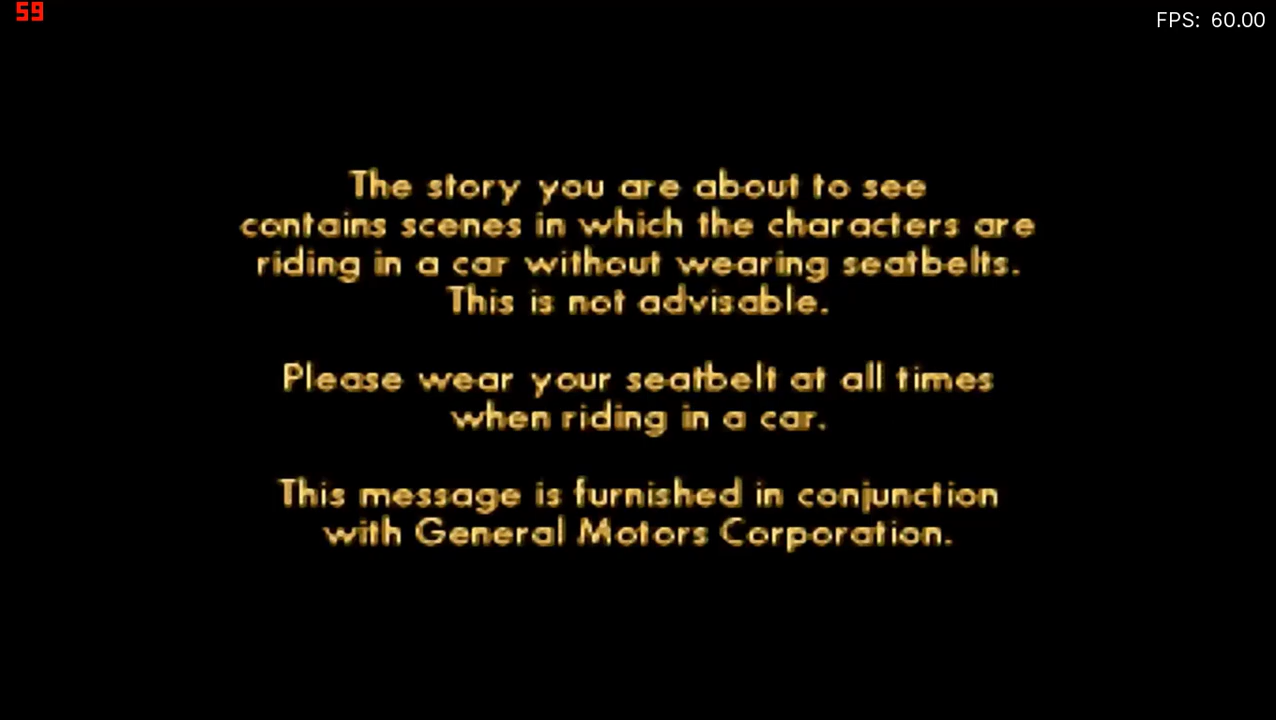 59
FPS: 60.00
The story you are about to see
contains scenes in which the characters are
riding in a car without wearing seatbelts.
This is not advisable.
Please wear your seatbelt at all times
when riding in a car.
This message is furnished in conjunction
with General Motors Corporation.